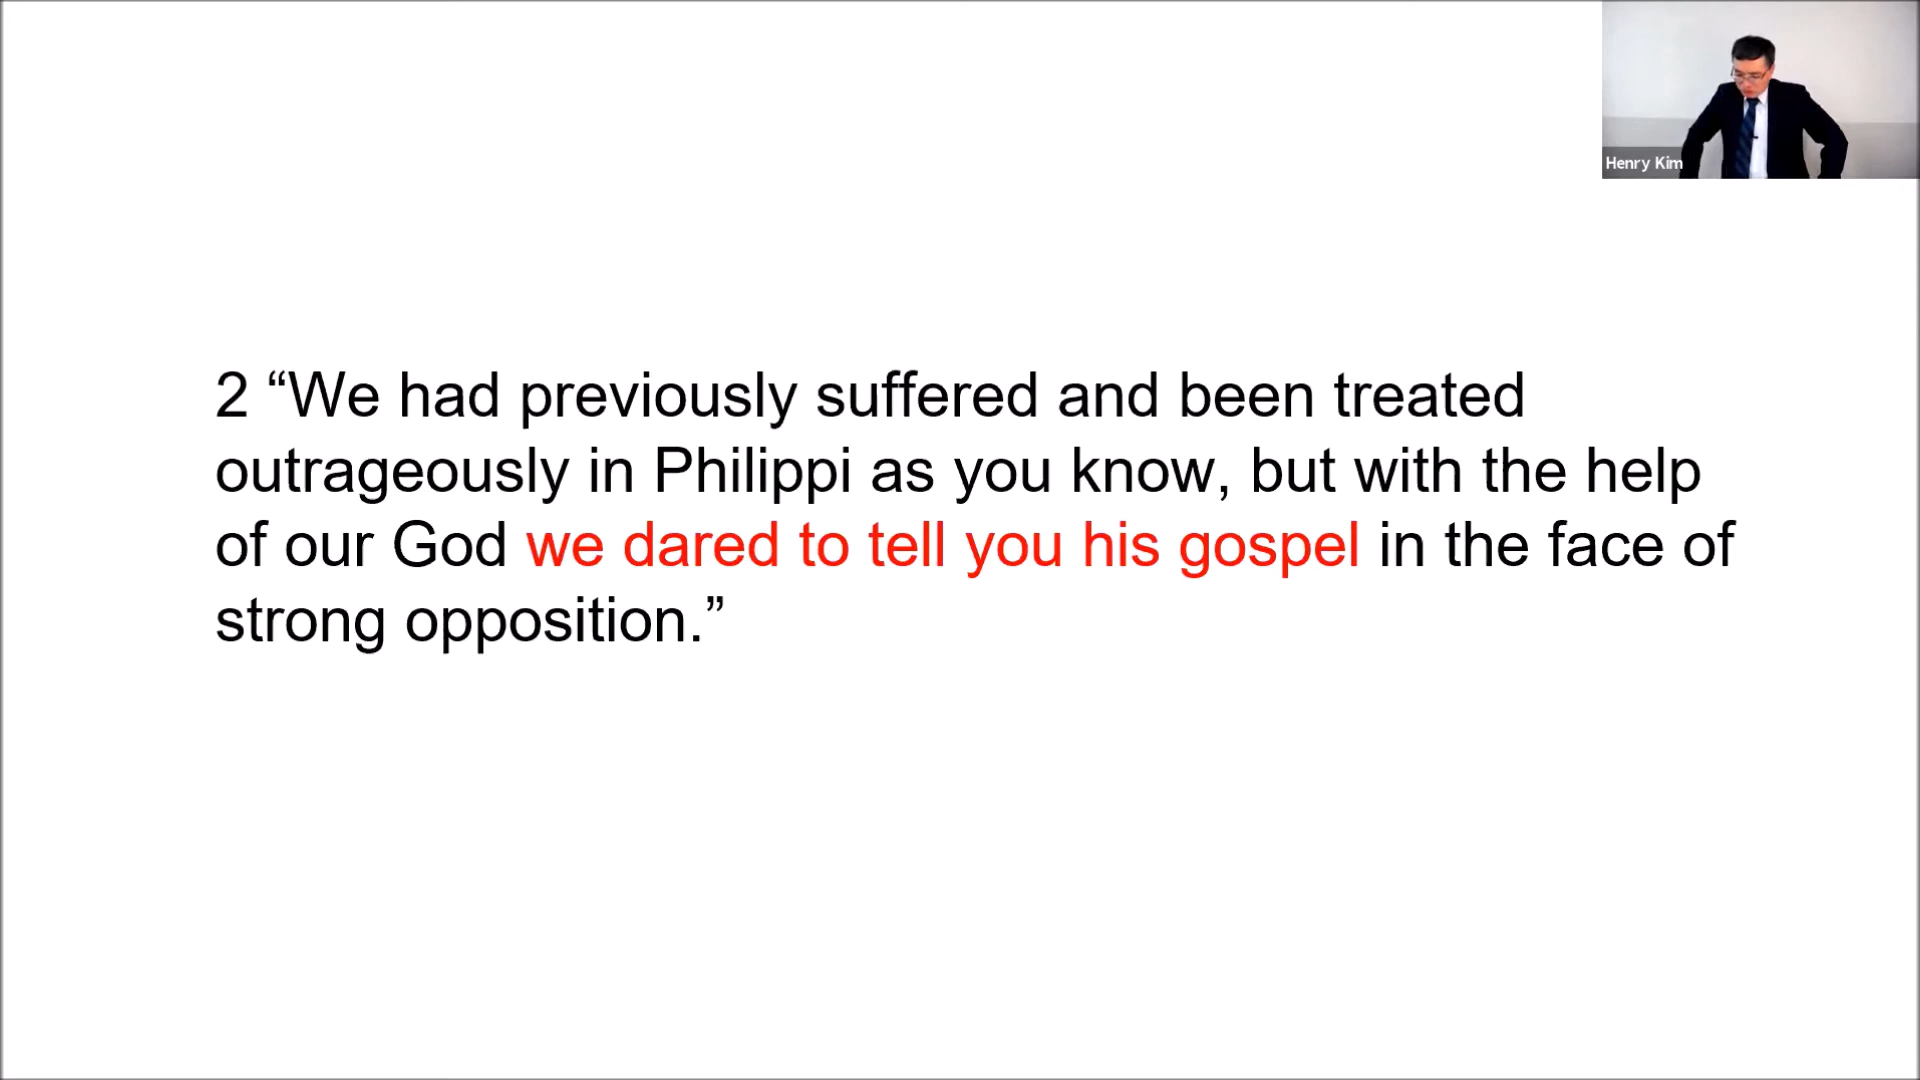 Henry Kim
2 “We had previously suffered and been treated
outrageously in Philippi as you know, but with the help
of our God we dared to tell you his gospel in the face of
strong opposition.”